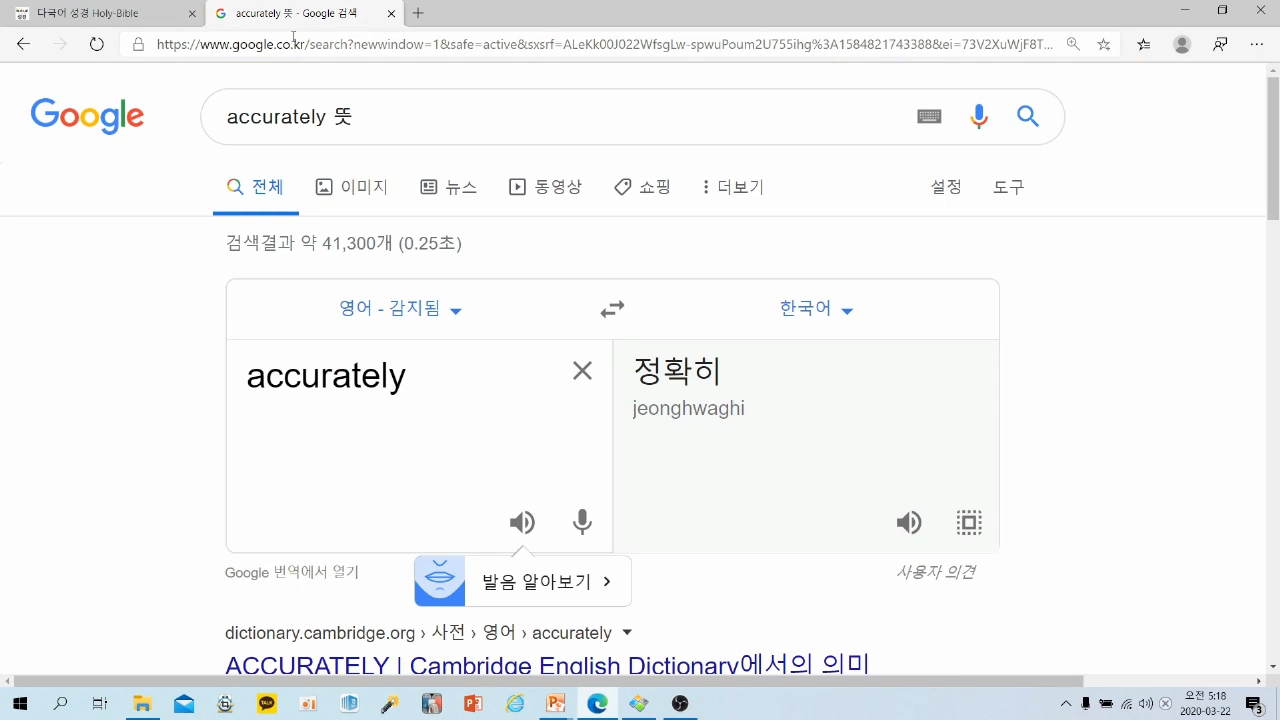 다국어 성경 Holy-Bible
accurately 뜻 - Google 검색
https://www.google.co.kr/search?newwindow=1&safe=active&sxsrf=ALeKk00J022WfsgLw-spwuPoum2U755ihg%3A1584821743388&ei=73V2XuWjF8T...
Google
accurately 뜻
전체
이미지
뉴스
동영상
쇼핑
더보기
설정
도구
검색결과 약 41,300개 (0.25초)
영어 - 감지됨
한국어
accurately
정확히
jeonghwaghi
Google 번역에서 열기
발음 알아보기
사용자 의견
dictionary.cambridge.org › 사전 › 영어 › accurately
ACCURATELY | Cambridge English Dictionary에서의 의미
오전 5:18
2020-03-22